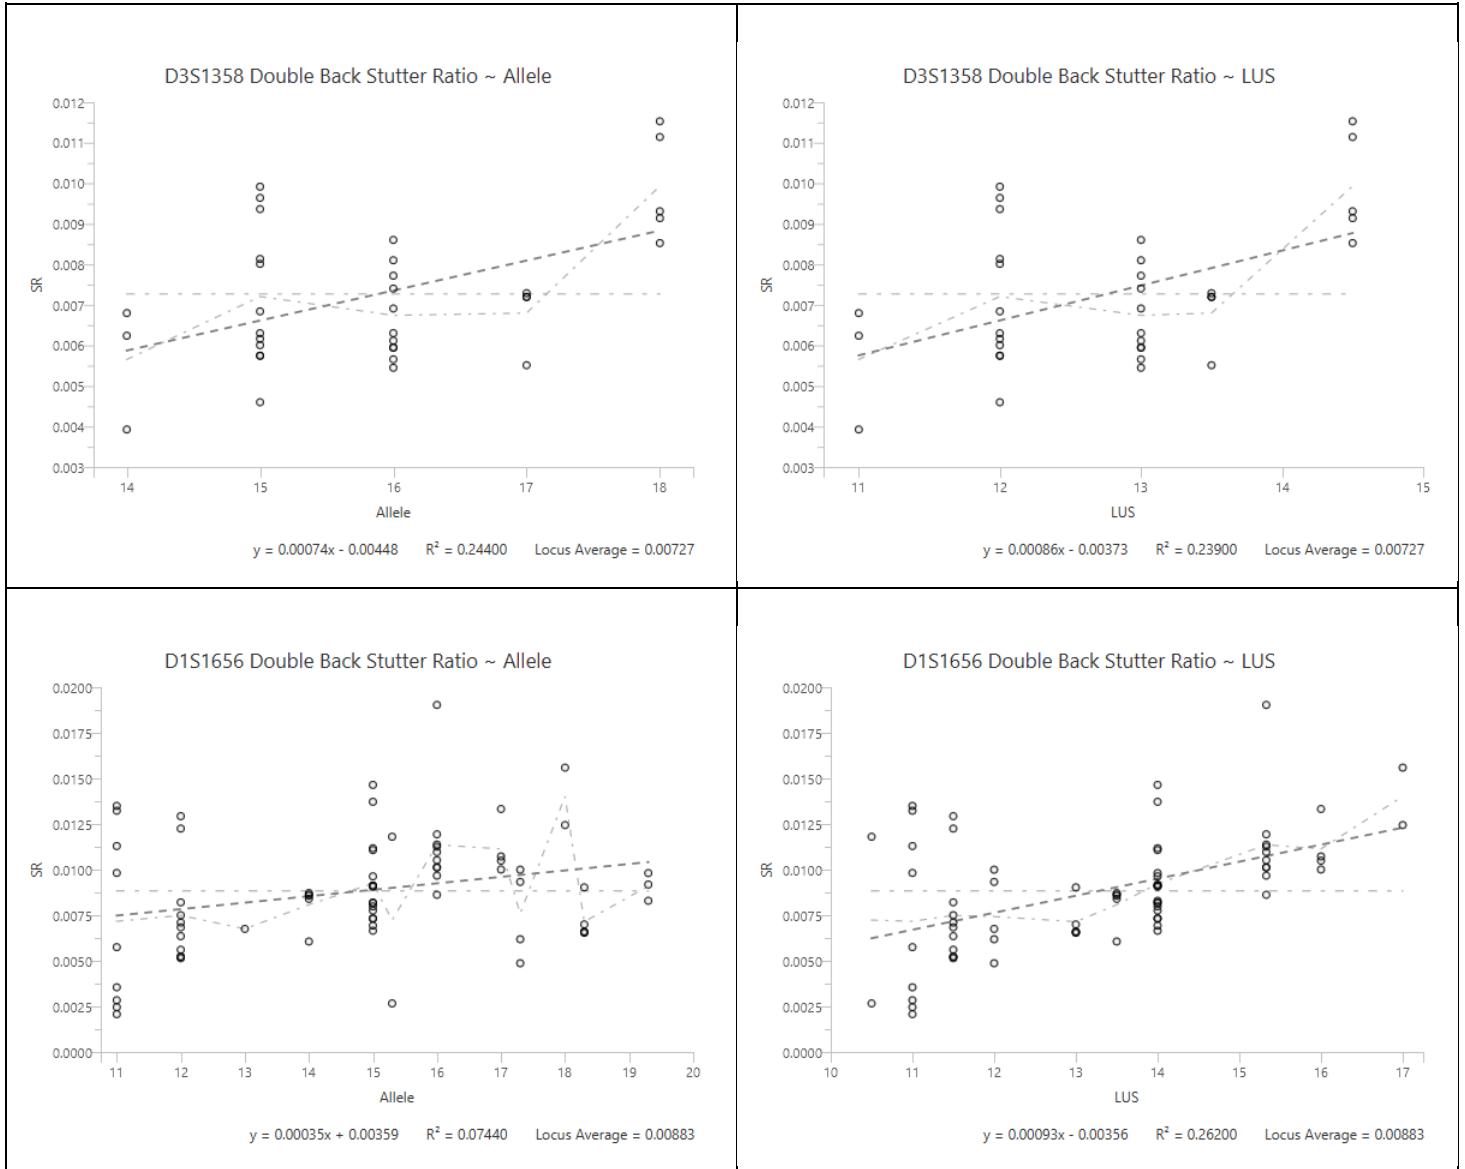 D3S1358 Double Back Stutter Ratio ~ Allele
0.012
0.011
0.010
0.009
0.008
0.007
0.006
0.005
0.004
0.003
SR
14 15 16 17 18
Allele
y = 0.00074x - 0.00448 R² = 0.24400 Locus Average = 0.00727
D3S1358 Double Back Stutter Ratio ~ LUS
0.012
0.011
0.010
0.009
0.008
0.007
0.006
0.005
0.004
0.003
SR
11 12 13 14 15
LUS
y = 0.00086x - 0.00373 R² = 0.23900 Locus Average = 0.00727
D1S1656 Double Back Stutter Ratio ~ Allele
0.0200
0.0175
0.0150
0.0125
0.0100
0.0075
0.0050
0.0025
0.0000
SR
11 12 13 14 15 16 17 18 19 20
Allele
y = 0.00035x + 0.00359 R² = 0.07440 Locus Average = 0.00883
D1S1656 Double Back Stutter Ratio ~ LUS
0.0200
0.0175
0.0150
0.0125
0.0100
0.0075
0.0050
0.0025
0.0000
SR
10 11 12 13 14 15 16 17
LUS
y = 0.00093x - 0.00356 R² = 0.26200 Locus Average = 0.00883